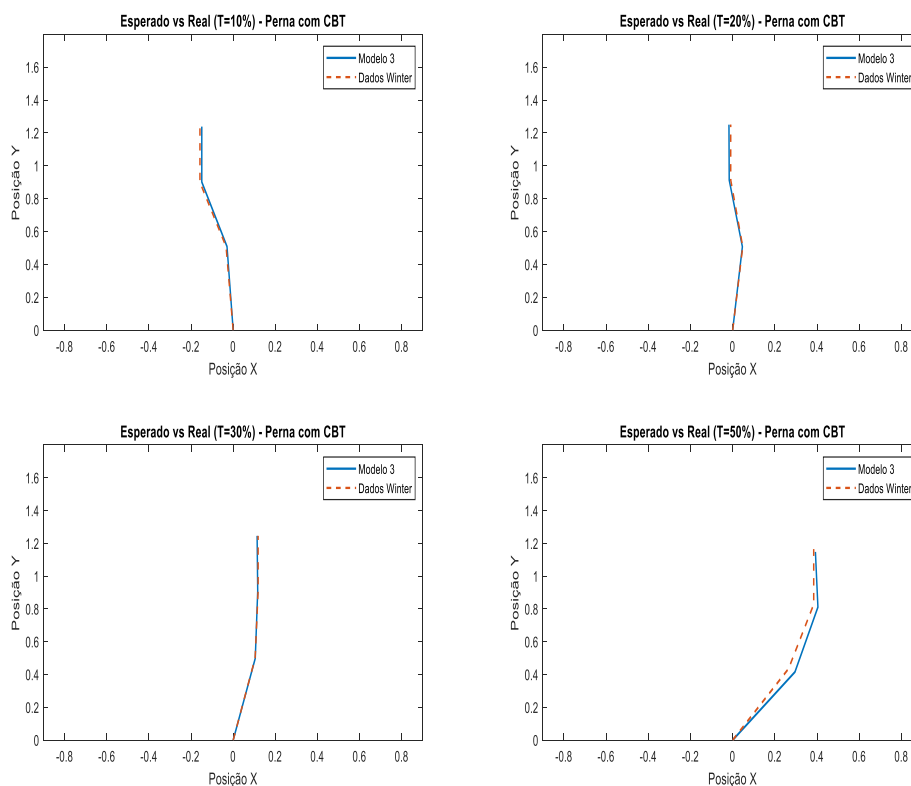 Esperado vs Real (T=10%) - Perna com CBT
Modelo 3
Dados Winter
Posição Y
1.6
1.4
1.2
1
0.8
0.6
0.4
0.2
0
-0.8 -0.6 -0.4 -0.2 0 0.2 0.4 0.6 0.8
Posição X
Esperado vs Real (T=20%) - Perna com CBT
Modelo 3
Dados Winter
Posição Y
1.6
1.4
1.2
1
0.8
0.6
0.4
0.2
0
-0.8 -0.6 -0.4 -0.2 0 0.2 0.4 0.6 0.8
Posição X
Esperado vs Real (T=30%) - Perna com CBT
Modelo 3
Dados Winter
Posição Y
1.6
1.4
1.2
1
0.8
0.6
0.4
0.2
0
-0.8 -0.6 -0.4 -0.2 0 0.2 0.4 0.6 0.8
Posição X
Esperado vs Real (T=50%) - Perna com CBT
Modelo 3
Dados Winter
Posição Y
1.6
1.4
1.2
1
0.8
0.6
0.4
0.2
0
-0.8 -0.6 -0.4 -0.2 0 0.2 0.4 0.6 0.8
Posição X